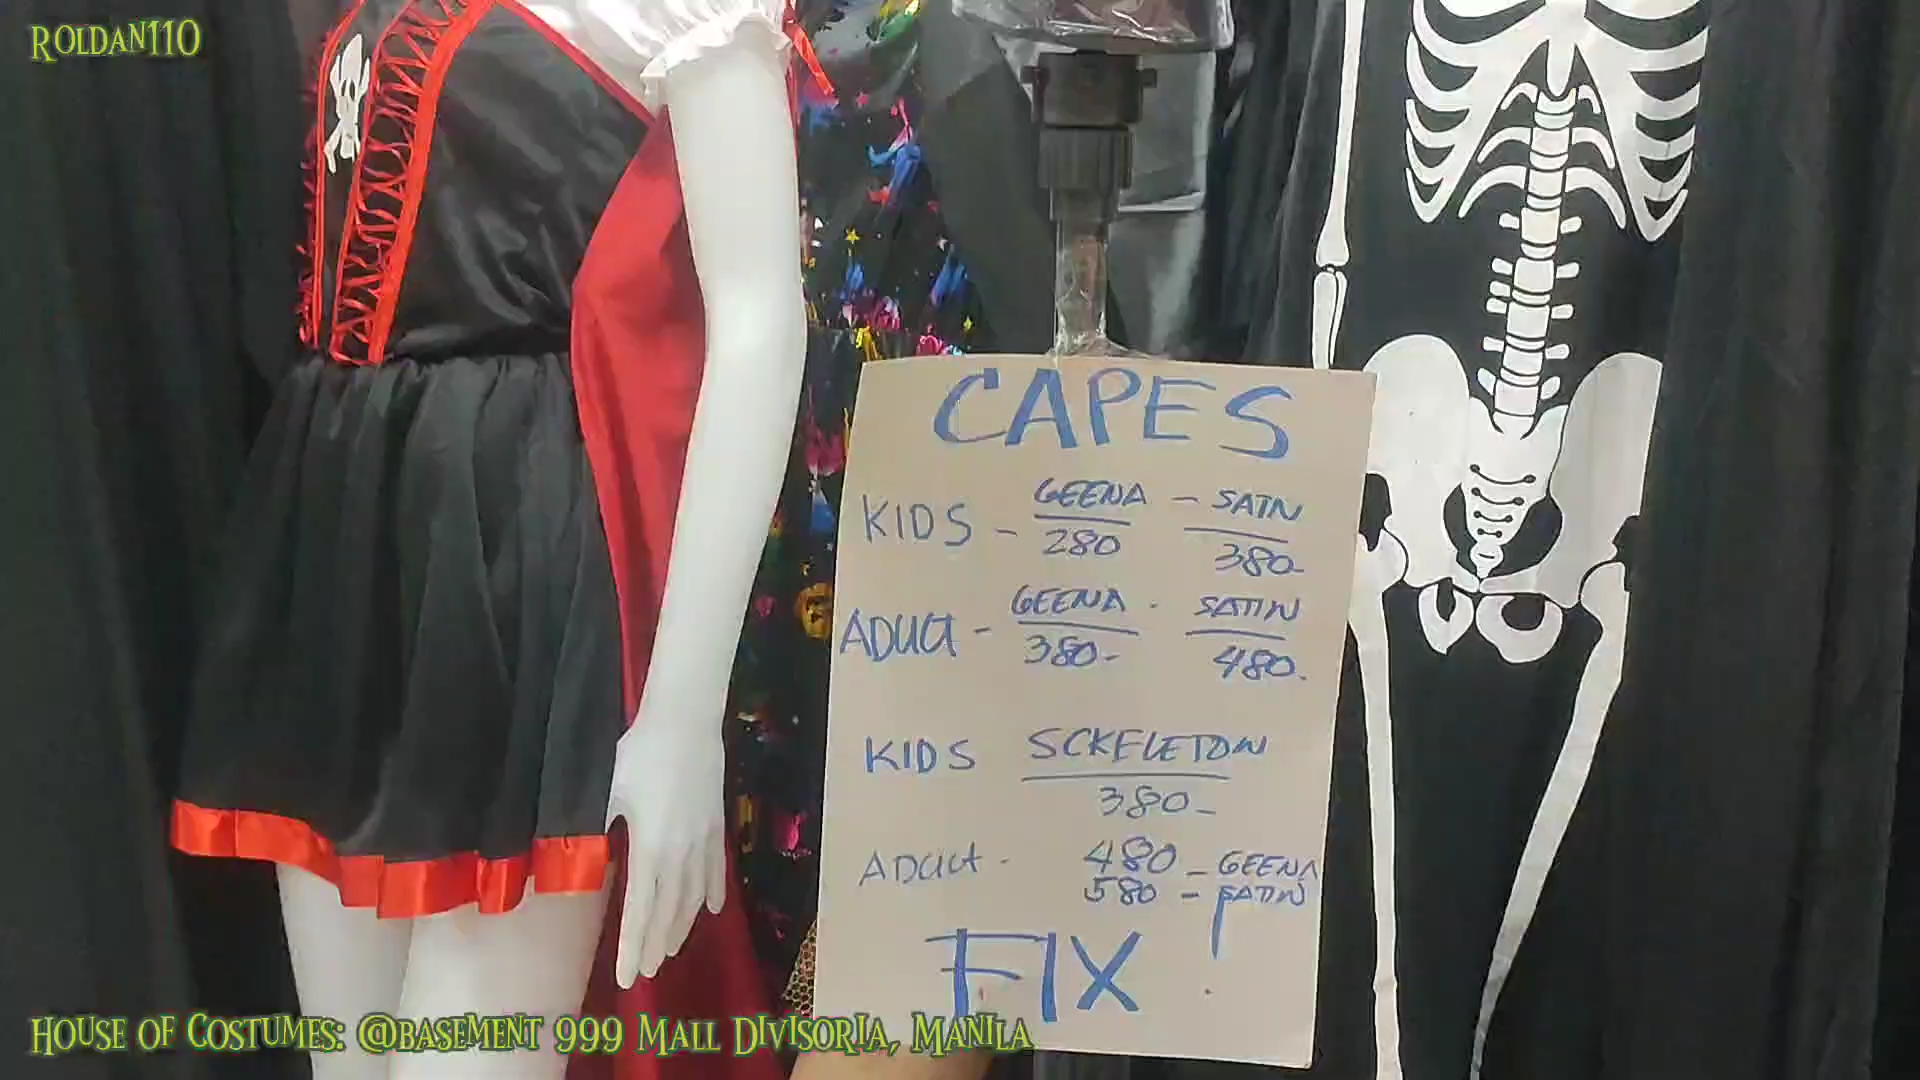 Roldan110
CAPES
KIDS - GEENA - SATN
280 380-
ADULT - GEENA - SATIN
380- 480.
KIDS SCKELETON
380-
ADULT - 480 - GEENA
580 - SATIN
FIX
House of Costumes: @basement 999 Mall Divisoria, Manila